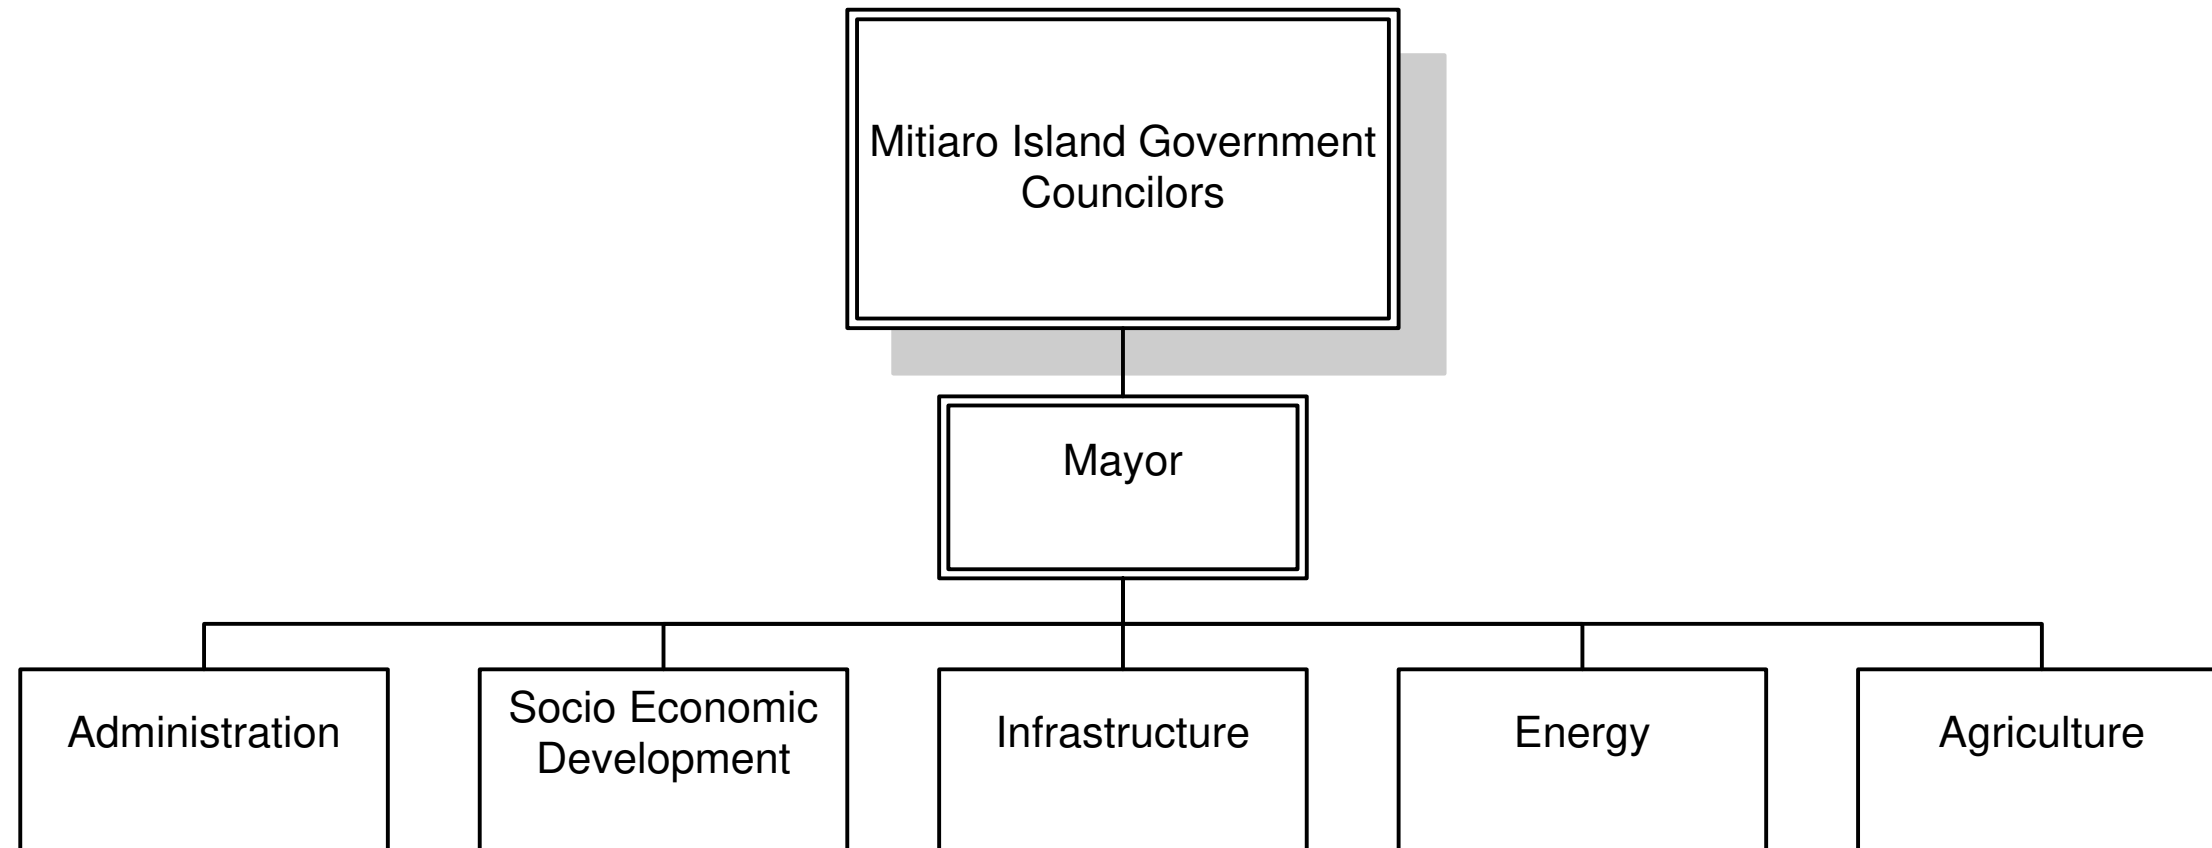 Mitiaro Island Government
Councilors
Mayor
Administration
Socio Economic
Development
Infrastructure
Energy
Agriculture